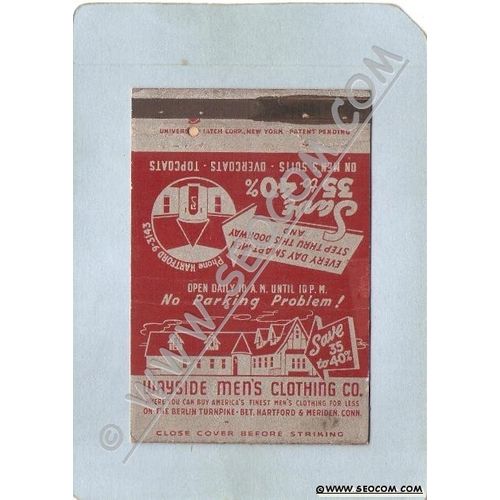 UNIVERSAL MATCH CORP., NEW YORK · PATENT PENDING
Save
35 to 40%
ON MEN'S SUITS - OVERCOATS - TOPCOATS
EVERY DAY SMART MEN
STEP THRU THIS DOORWAY
AND
Phone HARTFORD 9-3143
OPEN DAILY 10 A.M. UNTIL 10 P.M.
No Parking Problem!
Save
35
to 40%
WAYSIDE MEN'S CLOTHING CO.
WHERE YOU CAN BUY AMERICA'S FINEST MEN'S CLOTHING FOR LESS
ON THE BERLIN TURNPIKE - BET. HARTFORD & MERIDEN, CONN.
CLOSE COVER BEFORE STRIKING
© WWW.SEOCOM.COM
©WWW.SEOCOM.COM